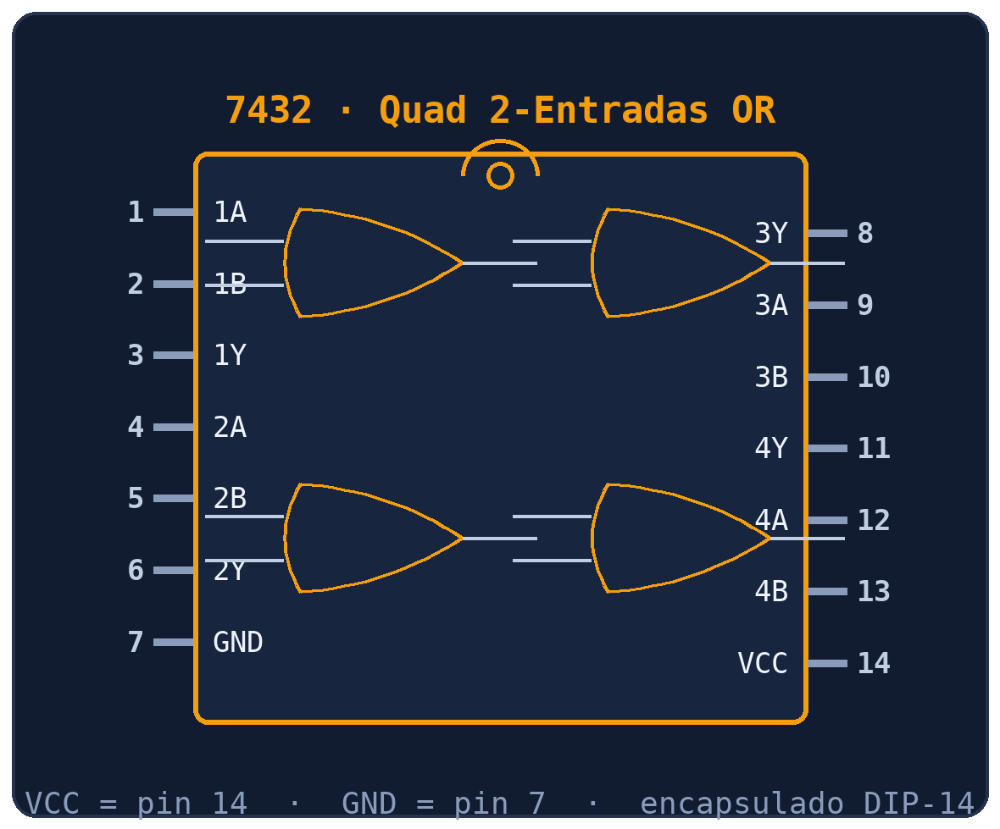 7432 · Quad 2-Entradas OR
1 1A
3Y 8
2 1B
3A 9
3 1Y
3B 10
4 2A
4Y 11
5 2B
4A 12
6 2Y
4B 13
7 GND
VCC 14
VCC = pin 14 · GND = pin 7 · encapsulado DIP-14